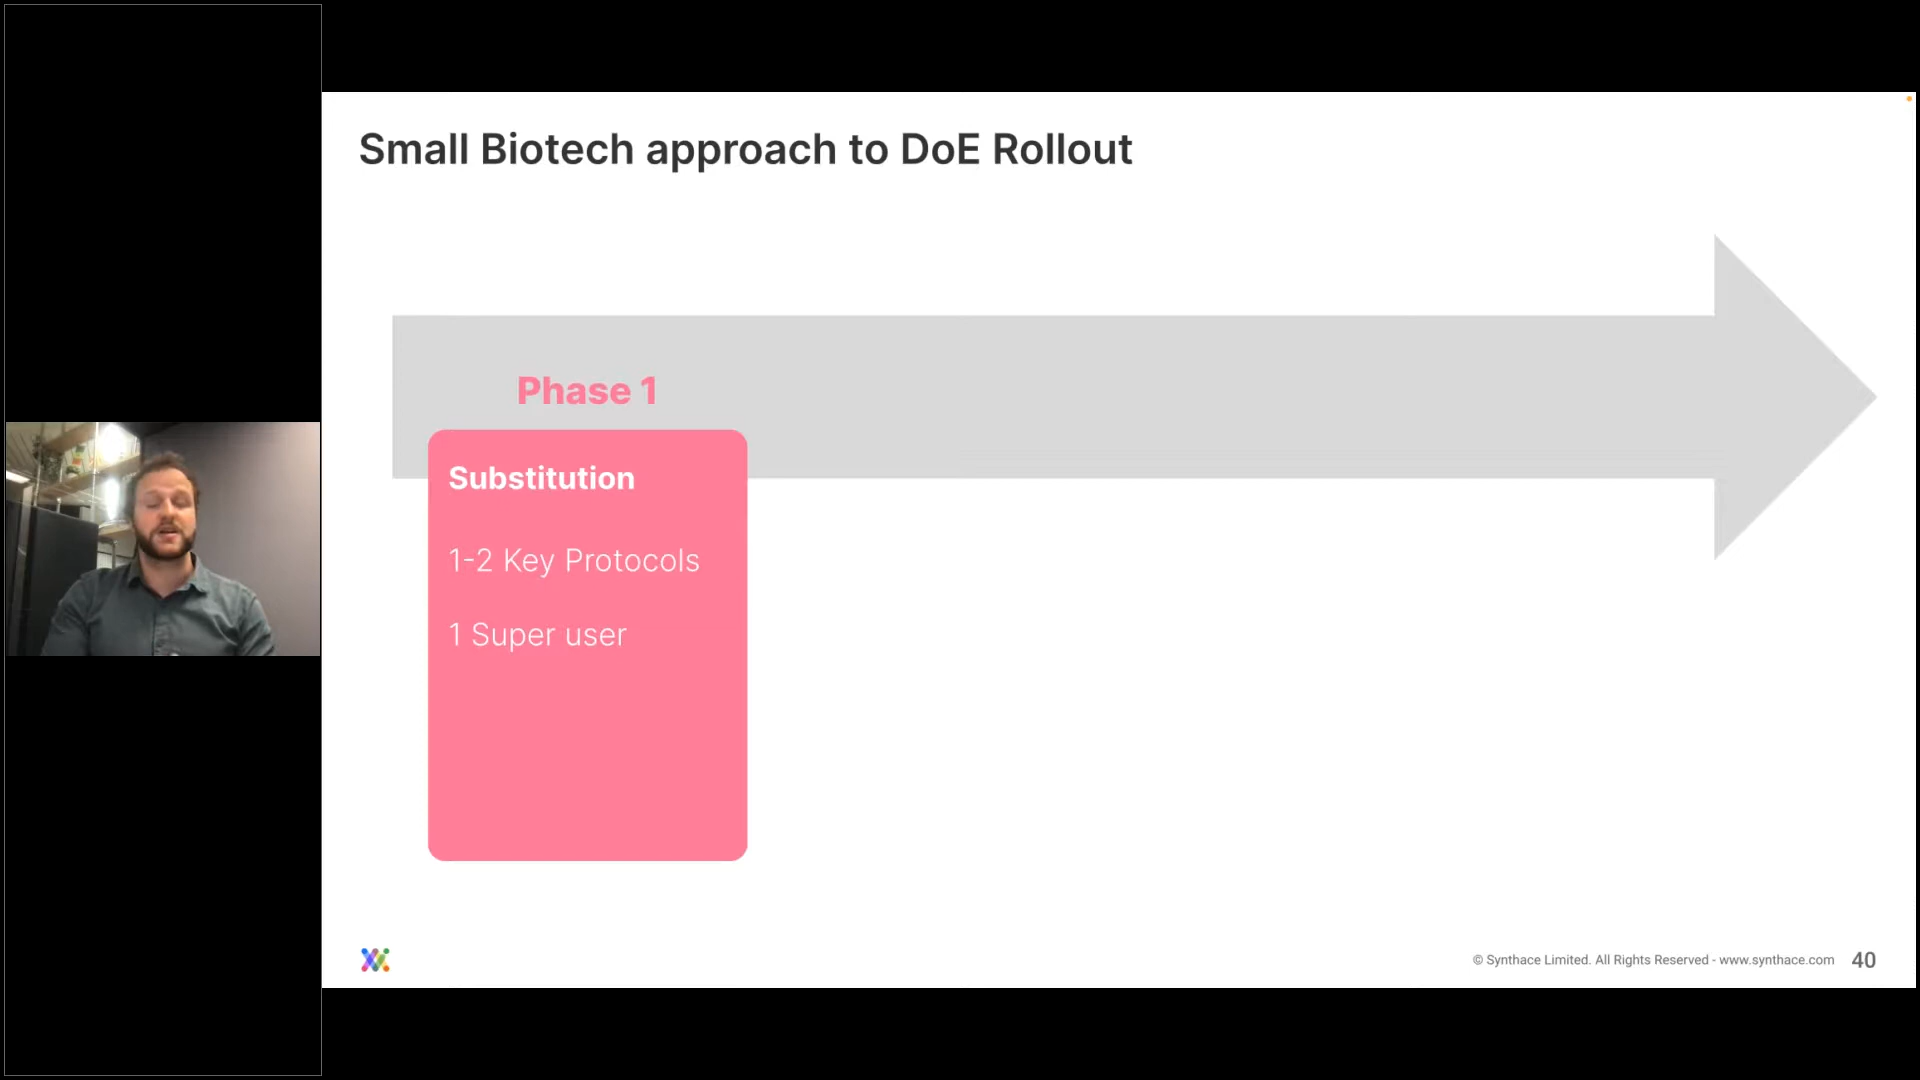 Small Biotech approach to DoE Rollout
Phase 1
Substitution
1-2 Key Protocols
1 Super user
© Synthace Limited. All Rights Reserved - www.synthace.com 40